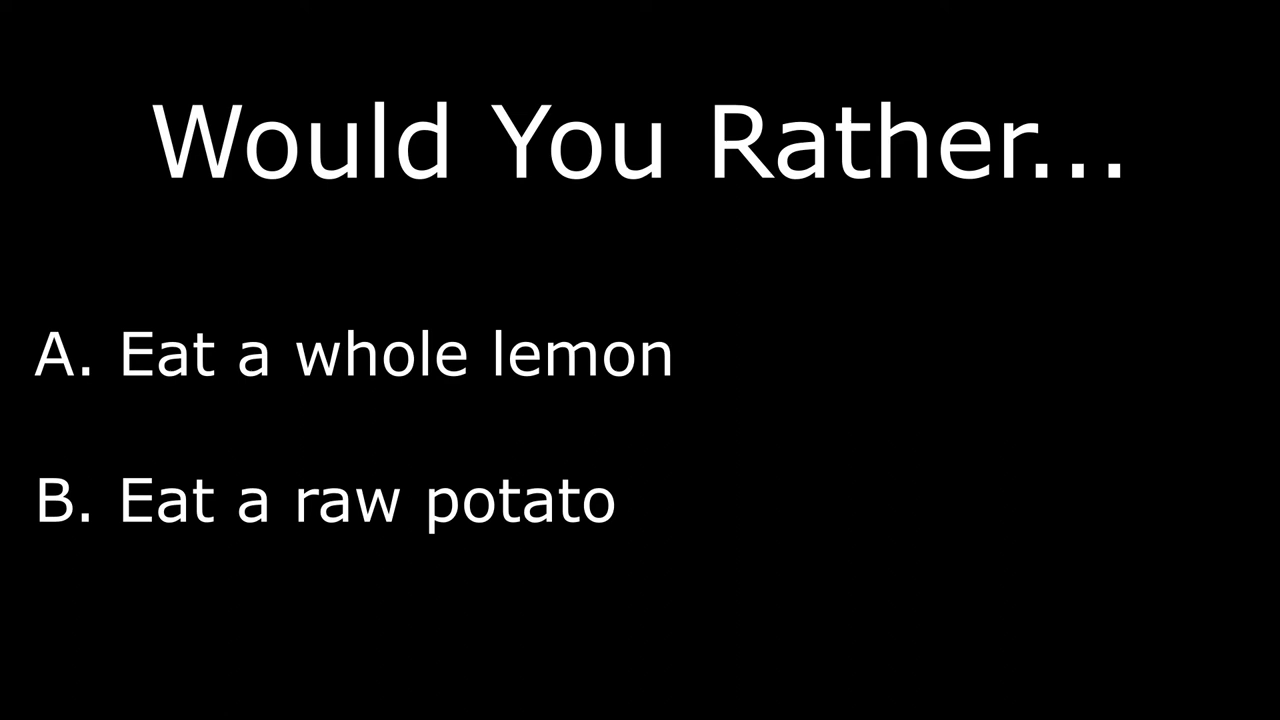 Would You Rather...
A. Eat a whole lemon
B. Eat a raw potato